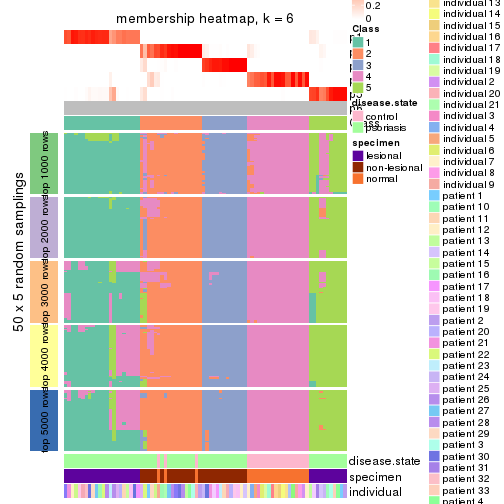 membership heatmap, k = 6
50 x 5 random samplings
top 1000 rows
top 2000 rows
top 3000 rows
top 4000 rows
top 5000 rows
Class
disease.state
specimen
individual
0.2
0
Class
1
2
3
4
5
disease.state
control
psoriasis
specimen
lesional
non-lesional
normal
individual 13
individual 14
individual 15
individual 16
individual 17
individual 18
individual 19
individual 2
individual 20
individual 21
individual 3
individual 4
individual 5
individual 6
individual 7
individual 8
individual 9
patient 1
patient 10
patient 11
patient 12
patient 13
patient 14
patient 15
patient 16
patient 17
patient 18
patient 19
patient 2
patient 20
patient 21
patient 22
patient 23
patient 24
patient 25
patient 26
patient 27
patient 28
patient 29
patient 3
patient 30
patient 31
patient 32
patient 33
patient 4